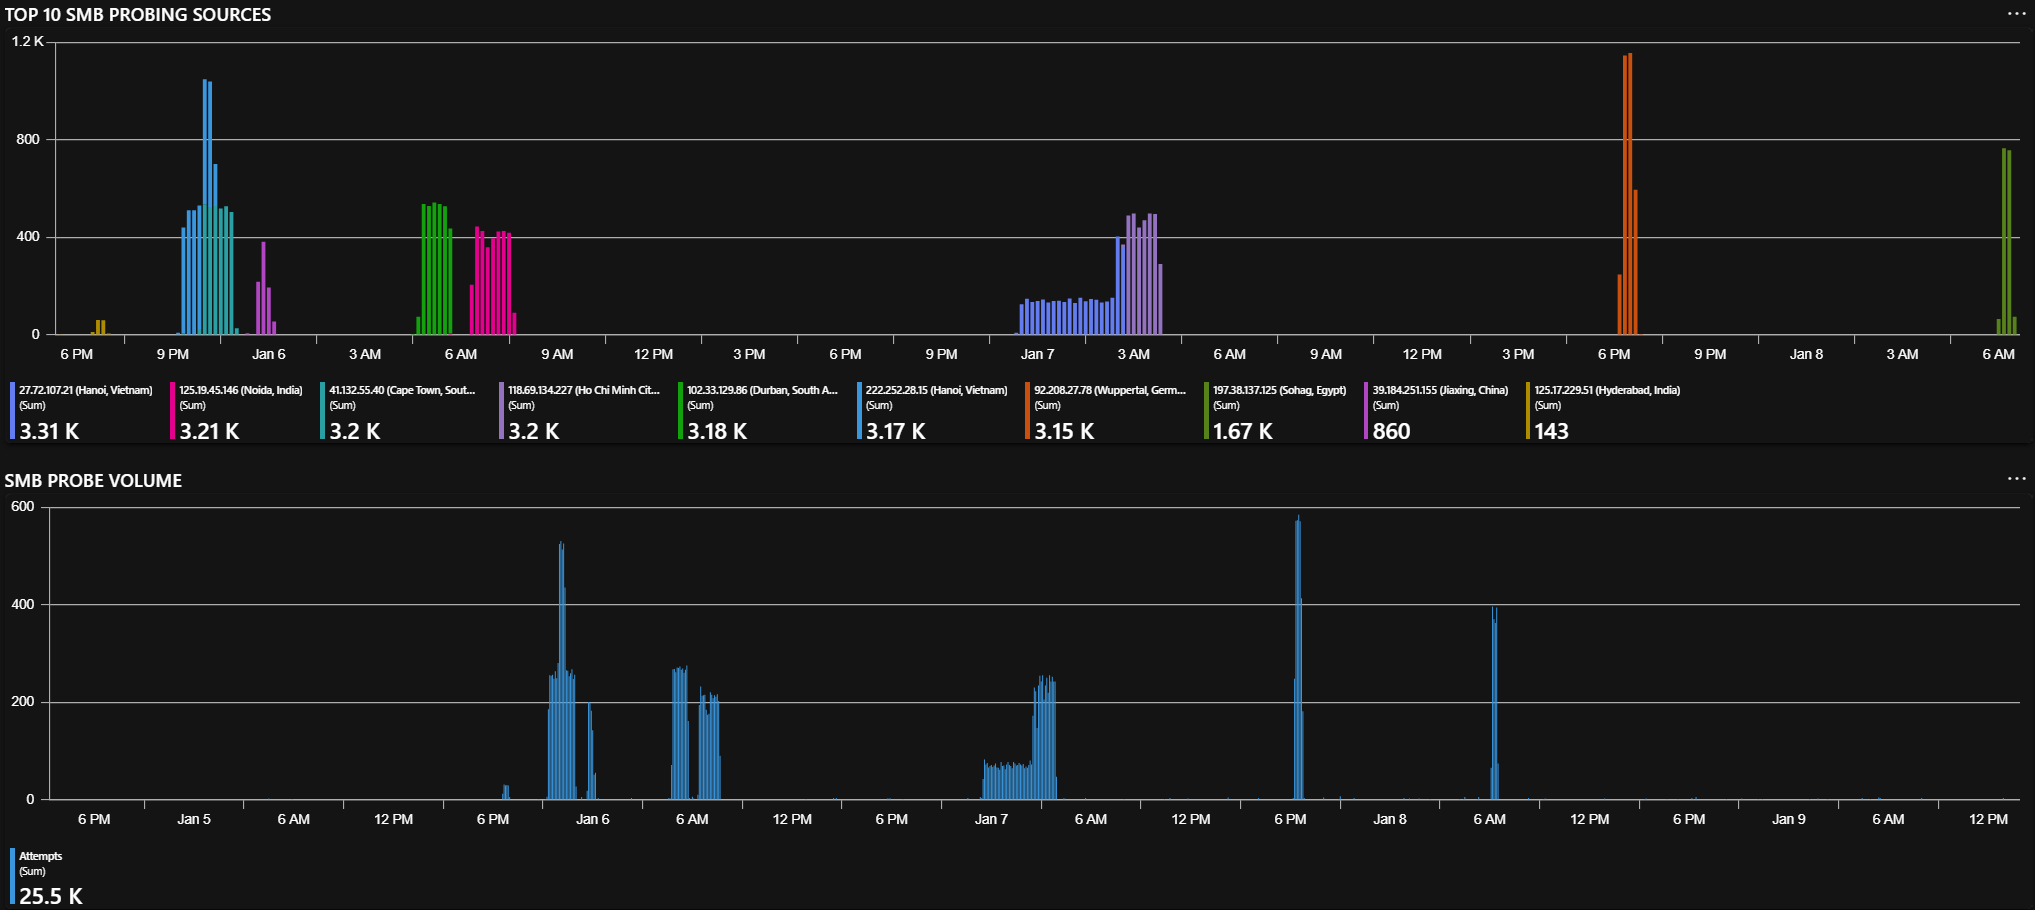 TOP 10 SMB PROBING SOURCES
...
1.2 K
800
400
0
6 PM 9 PM Jan 6 3 AM 6 AM 9 AM 12 PM 3 PM 6 PM 9 PM Jan 7 3 AM 6 AM 9 AM 12 PM 3 PM 6 PM 9 PM Jan 8 3 AM 6 AM
27.72.107.21 (Hanoi, Vietnam) 125.19.45.146 (Noida, India) 41.132.55.40 (Cape Town, Sout... 118.69.134.227 (Ho Chi Minh Cit... 102.33.129.86 (Durban, South A... 222.252.28.15 (Hanoi, Vietnam) 92.208.27.78 (Wuppertal, Germ... 197.38.137.125 (Sohag, Egypt) 39.184.251.155 (Jiaxing, China) 125.17.229.51 (Hyderabad, India)
(Sum) (Sum) (Sum) (Sum) (Sum) (Sum) (Sum) (Sum) (Sum) (Sum)
3.31 K 3.21 K 3.2 K 3.2 K 3.18 K 3.17 K 3.15 K 1.67 K 860 143
SMB PROBE VOLUME
...
600
400
200
0
6 PM Jan 5 6 AM 12 PM 6 PM Jan 6 6 AM 12 PM 6 PM Jan 7 6 AM 12 PM 6 PM Jan 8 6 AM 12 PM 6 PM Jan 9 6 AM 12 PM
Attempts
(Sum)
25.5 K